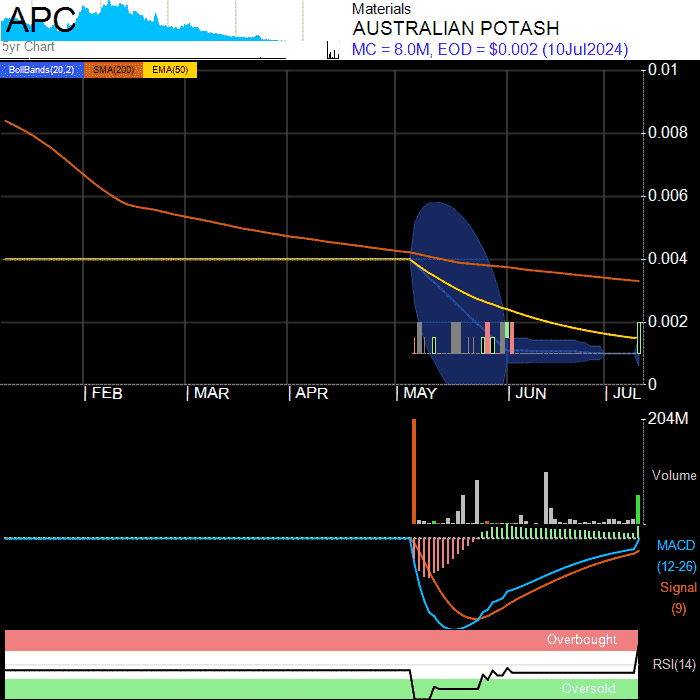 APC
Materials
AUSTRALIAN POTASH
5yr Chart
MC = 8.0M, EOD = $0.002 (10Jul2024)
BollBands(20,2) SMA(200) EMA(50)
0.01
0.008
0.006
0.004
0.002
0
FEB MAR APR MAY JUN JUL
204M
Volume
MACD
(12-26)
Signal
(9)
Overbought
RSI(14)
Oversold